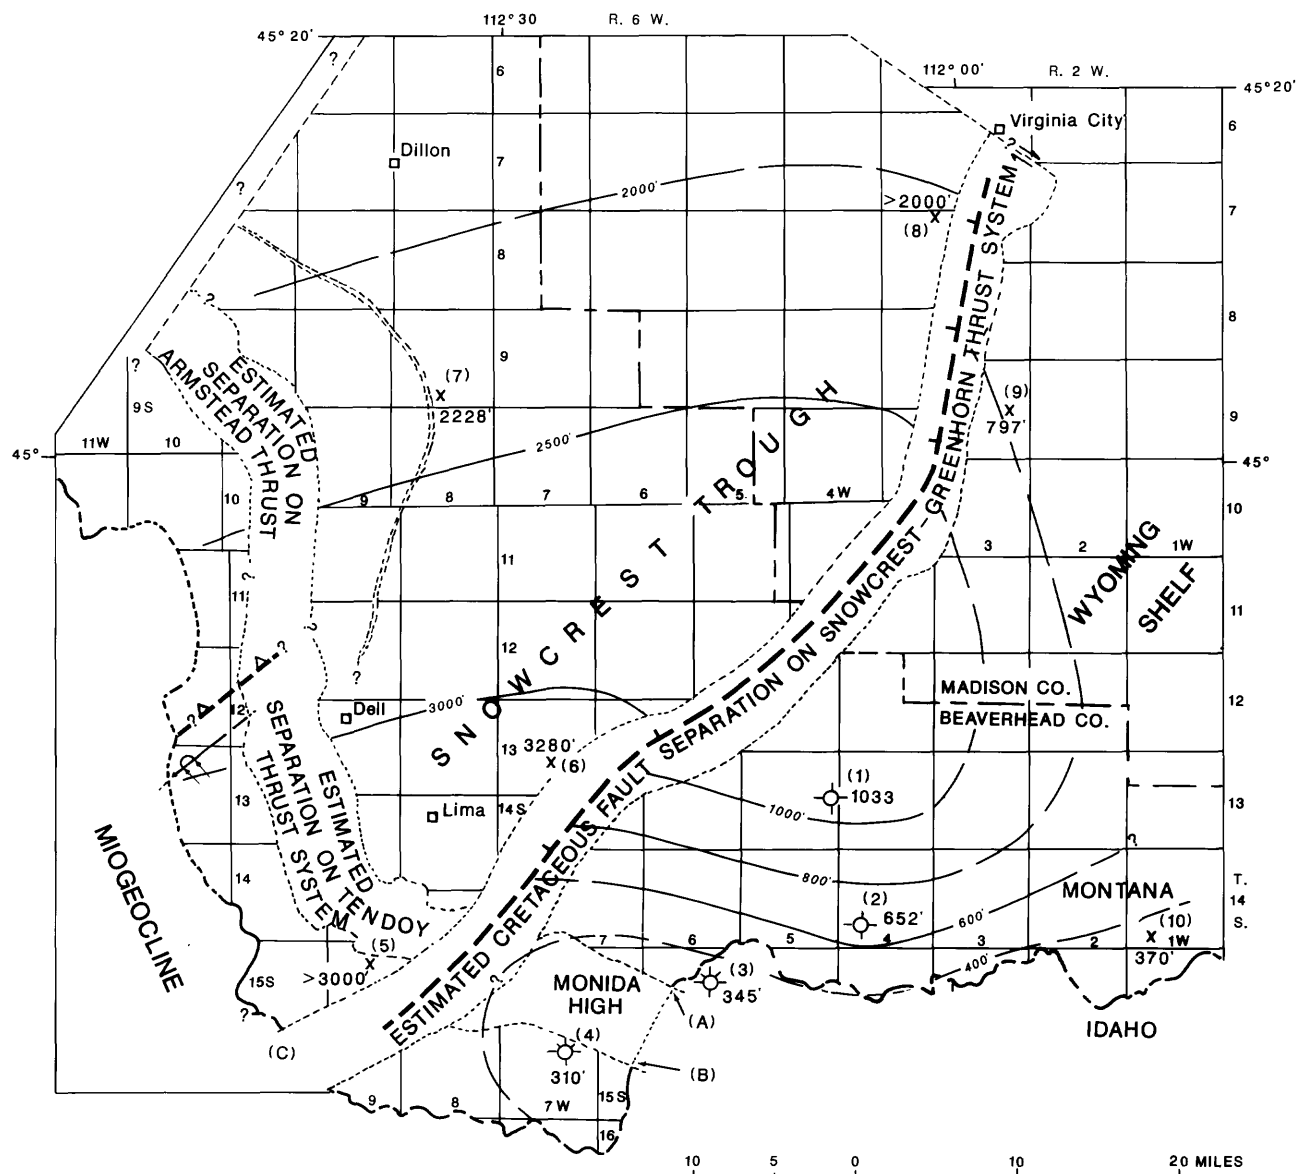 112°30 R. 6 W.
45°20'
112°00' R. 2 W.
45°20'
?
6
6
Virginia City
?
Dillon
7
?
2000'
>2000'
(8)
7
8
?
8
?
9
(7)
2228'
(9)
797'
9
9S
11W 10
45°
45°
2500'
ESTIMATED
SEPARATION ON
ARMSTEAD THRUST
10
9 8 7 6 5 4W
10
SNOWCREST TROUGH
3 2 1W
WYOMING
SHELF
11
?
11
11
?
12
?
?
?
12
12
Dell
3000'
MADISON CO.
BEAVERHEAD CO.
13
3280'
(6)
(1)
1033
1000'
13
13
Lima 14S
ESTIMATED CRETACEOUS FAULT SEPARATION ON SNOWCREST-GREENHORN THRUST SYSTEM
ESTIMATED
SEPARATION ON TENDOY
THRUST SYSTEM
14
800'
?
MONTANA
T.
14
S.
(2)
652'
600'
MIOGEOCLINE
(5)
>3000'
15S
?
7 6 5 4 3 2 1W
(10)
370'
400'
?
MONIDA
HIGH
(3)
345'
(A)
IDAHO
(C)
(4)
310'
(B)
9 8 7W
15S
16
10 5 0 10 20 MILES